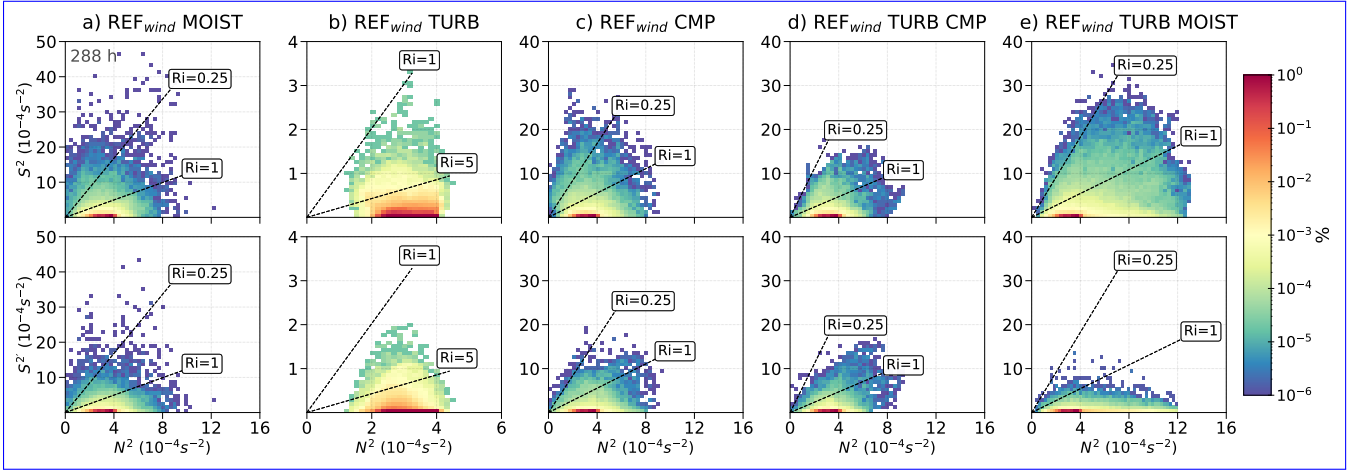 a) REF_wind MOIST b) REF_wind TURB c) REF_wind CMP d) REF_wind TURB CMP e) REF_wind TURB MOIST
288 h
50 40 30 20 10
S² (10⁻⁴s⁻²)
Ri=0.25
Ri=1
4 3 2 1
Ri=1
Ri=5
40 30 20 10
Ri=0.25
Ri=1
40 30 20 10
Ri=0.25
Ri=1
40 30 20 10
Ri=0.25
Ri=1
50 40 30 20 10
S²′ (10⁻⁴s⁻²)
Ri=0.25
Ri=1
4 3 2 1
Ri=1
Ri=5
40 30 20 10
Ri=0.25
Ri=1
40 30 20 10
Ri=0.25
Ri=1
40 30 20 10
Ri=0.25
Ri=1
0 4 8 12 16 0 2 4 6 0 4 8 12 16 0 4 8 12 16 0 4 8 12 16
N² (10⁻⁴s⁻²) N² (10⁻⁴s⁻²) N² (10⁻⁴s⁻²) N² (10⁻⁴s⁻²) N² (10⁻⁴s⁻²)
10⁰
10⁻¹
10⁻²
10⁻³
10⁻⁴
10⁻⁵
10⁻⁶
%